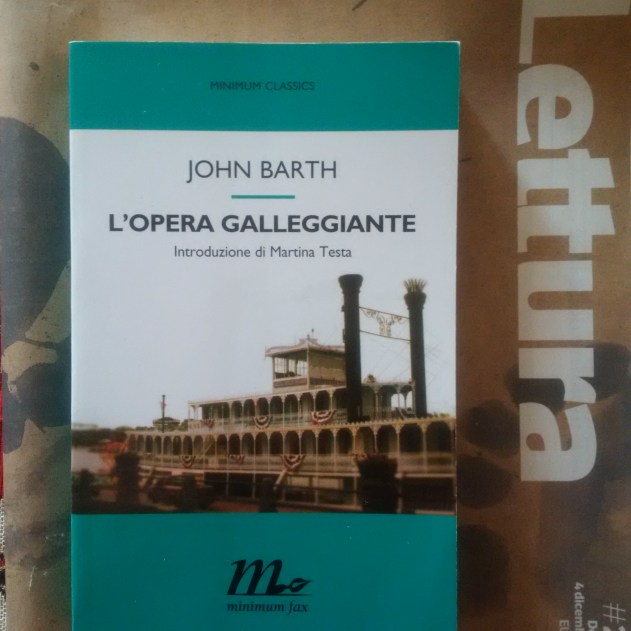 MINIMUM CLASSICS
JOHN BARTH
L'OPERA GALLEGGIANTE
Introduzione di Martina Testa
minimum fax
Lettura